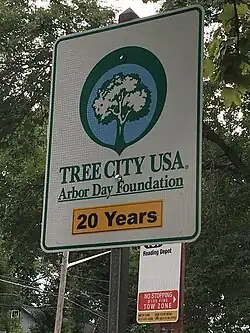 TREE CITY USA®
Arbor Day Foundation
20 Years
Reading Depot
NO STOPPING
TOW ZONE